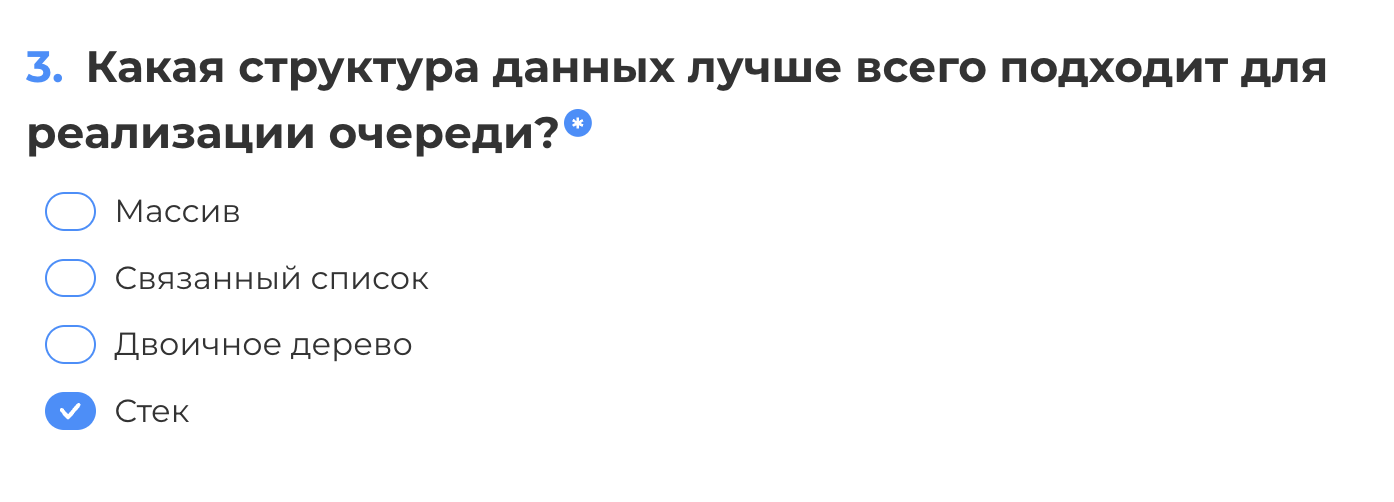 3. Какая структура данных лучше всего подходит для
реализации очереди?*
Массив
Связанный список
Двоичное дерево
Стек